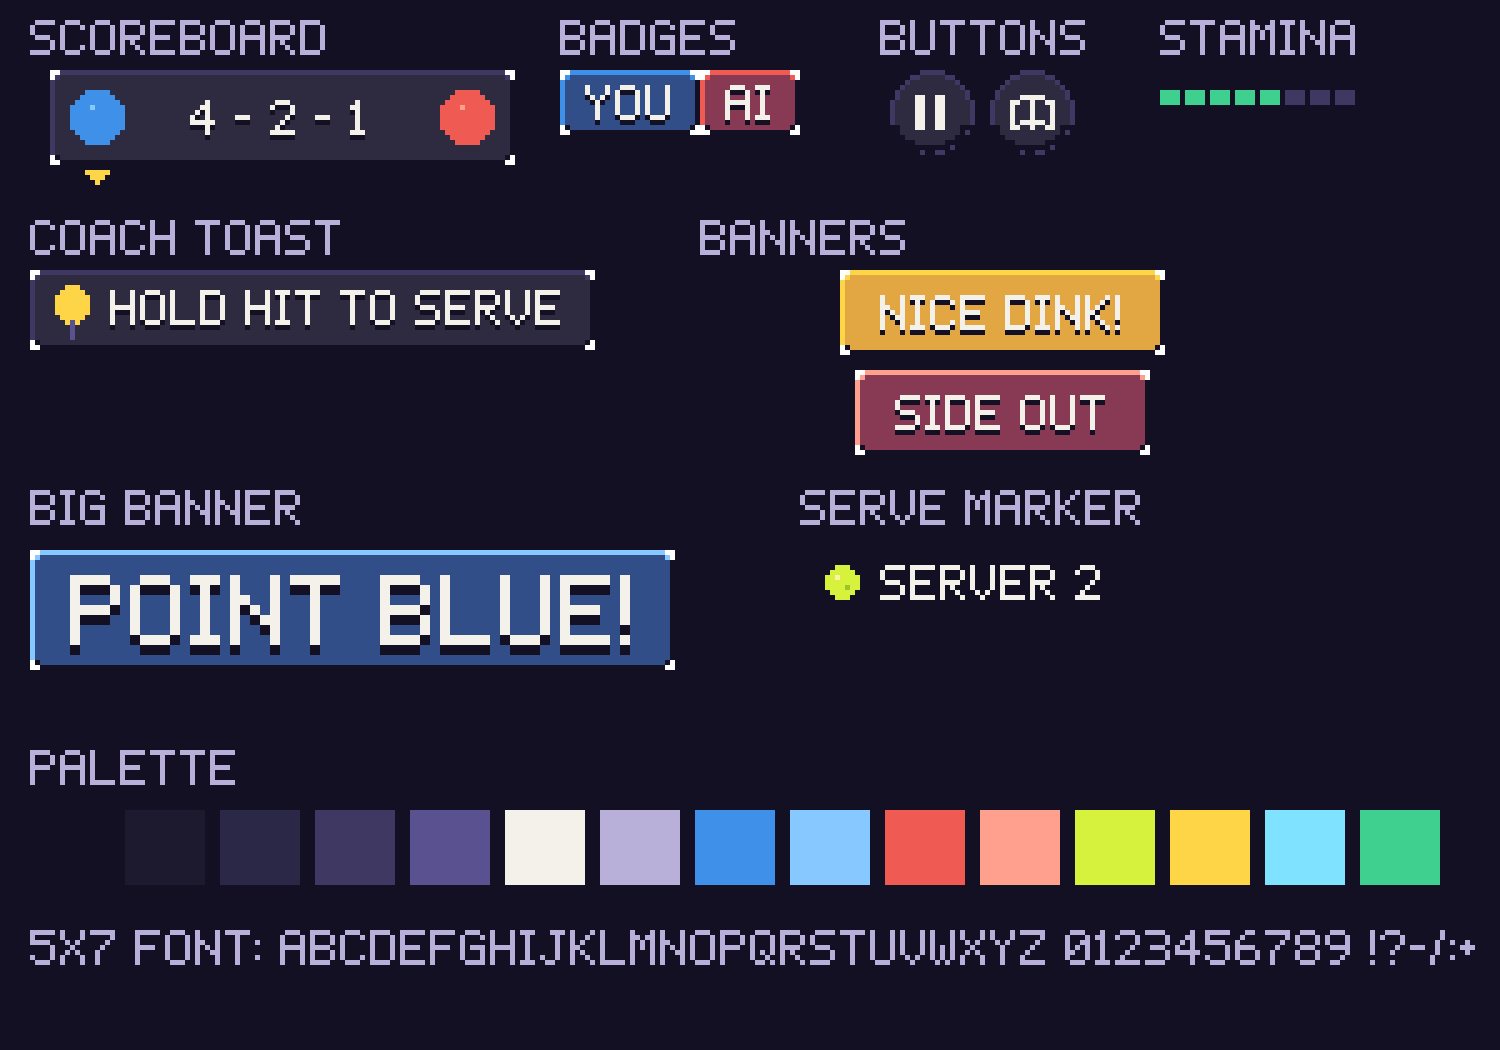 SCOREBOARD
BADGES
BUTTONS
STAMINA
4-2-1
YOU
AI
COACH TOAST
BANNERS
HOLD HIT TO SERVE
NICE DINK!
SIDE OUT
BIG BANNER
SERVE MARKER
POINT BLUE!
SERVER 2
PALETTE
5X7 FONT: ABCDEFGHIJKLMNOPQRSTUVWXYZ 0123456789 !?-/:+